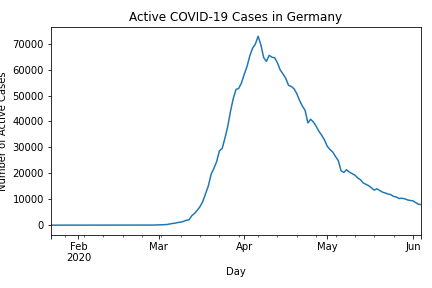 Active COVID-19 Cases in Germany
70000
60000
50000
40000
30000
20000
10000
0
Number of Active Cases
Feb Mar Apr May Jun
2020
Day